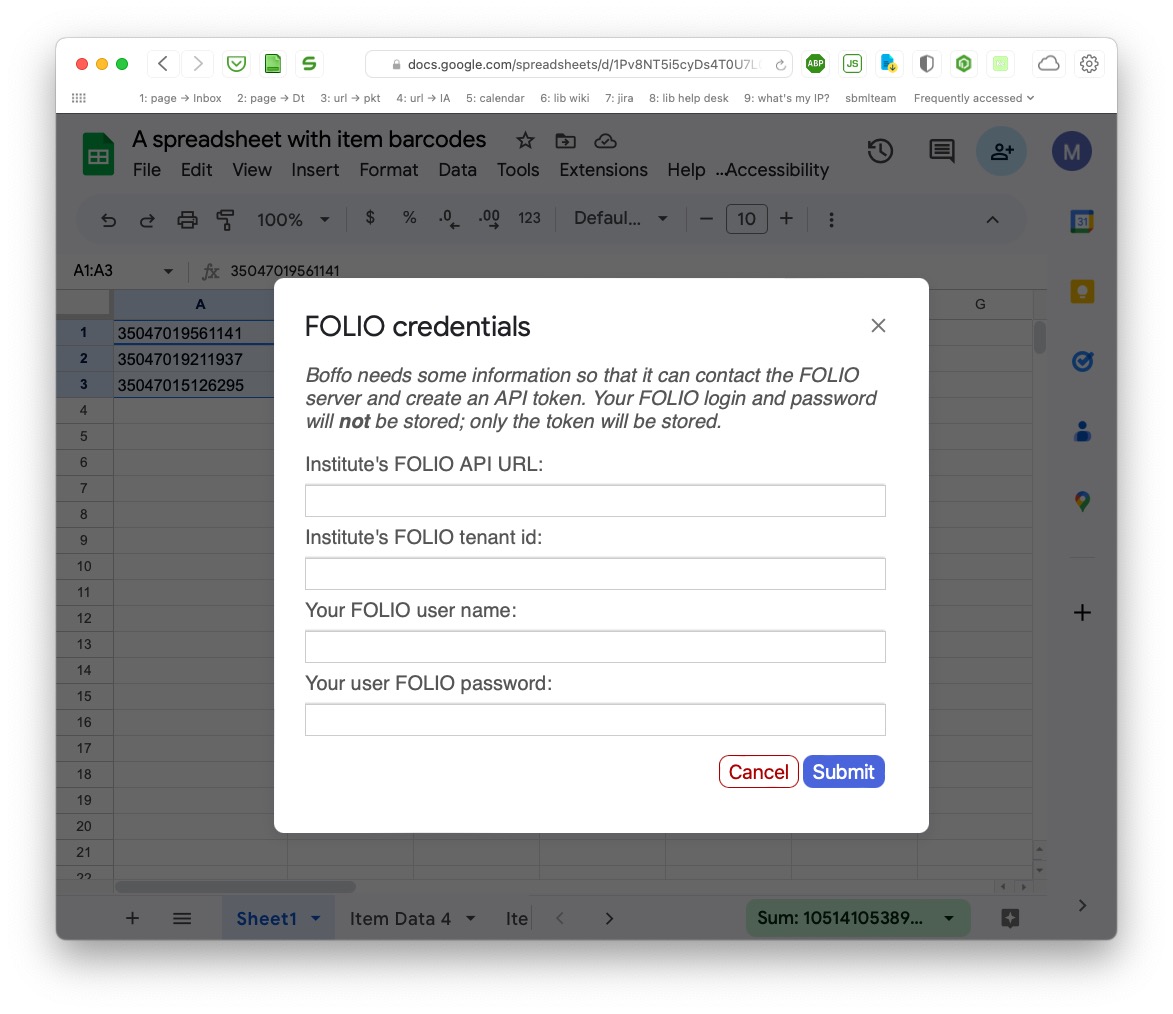 docs.google.com/spreadsheets/d/1Pv8NT5i5cyDs4T0U7L
ABP
JS
1: page → Inbox 2: page → Dt 3: url → pkt 4: url → IA 5: calendar 6: lib wiki 7: jira 8: lib help desk 9: what's my IP? sbmlteam Frequently accessed
A spreadsheet with item barcodes
File Edit View Insert Format Data Tools Extensions Help ..Accessibility
M
100% $ % .0 .00 123 Defaul... − 10 +
31
A1:A3 fx 35047019561141
A G
1 35047019561141
2 35047019211937
3 35047015126295
4
5
6
7
8
9
10
11
12
13
14
15
16
17
18
19
20
21
22
FOLIO credentials
Boffo needs some information so that it can contact the FOLIO
server and create an API token. Your FOLIO login and password
will not be stored; only the token will be stored.
Institute's FOLIO API URL:
Institute's FOLIO tenant id:
Your FOLIO user name:
Your user FOLIO password:
Cancel Submit
+ Sheet1 Item Data 4 Ite Sum: 10514105389...